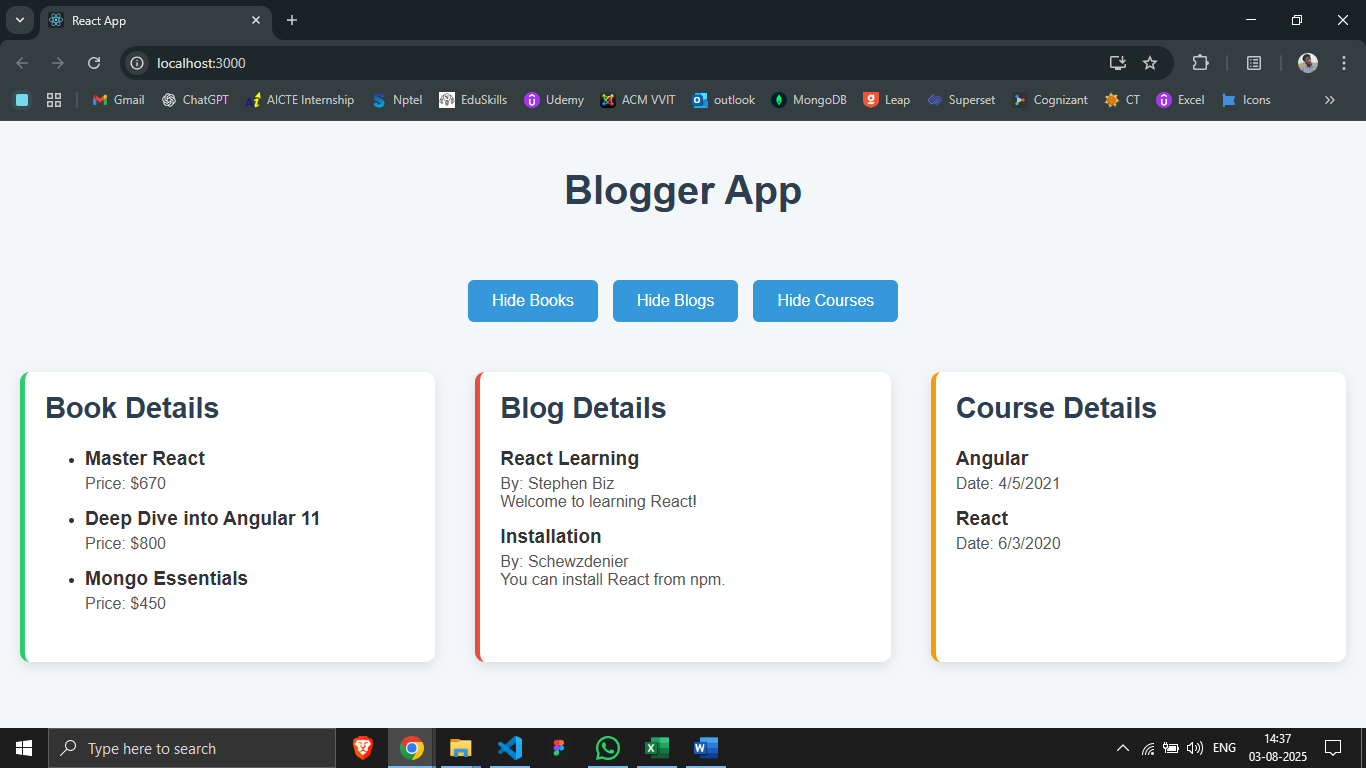 React App
localhost:3000
Gmail
ChatGPT
AICTE Internship
Nptel
EduSkills
Udemy
ACM VVIT
outlook
MongoDB
Leap
Superset
Cognizant
CT
Excel
Icons
Blogger App
Hide Books
Hide Blogs
Hide Courses
Book Details
Master React
Price: $670
Deep Dive into Angular 11
Price: $800
Mongo Essentials
Price: $450
Blog Details
React Learning
By: Stephen Biz
Welcome to learning React!
Installation
By: Schewzdenier
You can install React from npm.
Course Details
Angular
Date: 4/5/2021
React
Date: 6/3/2020
Type here to search
ENG
14:37
03-08-2025